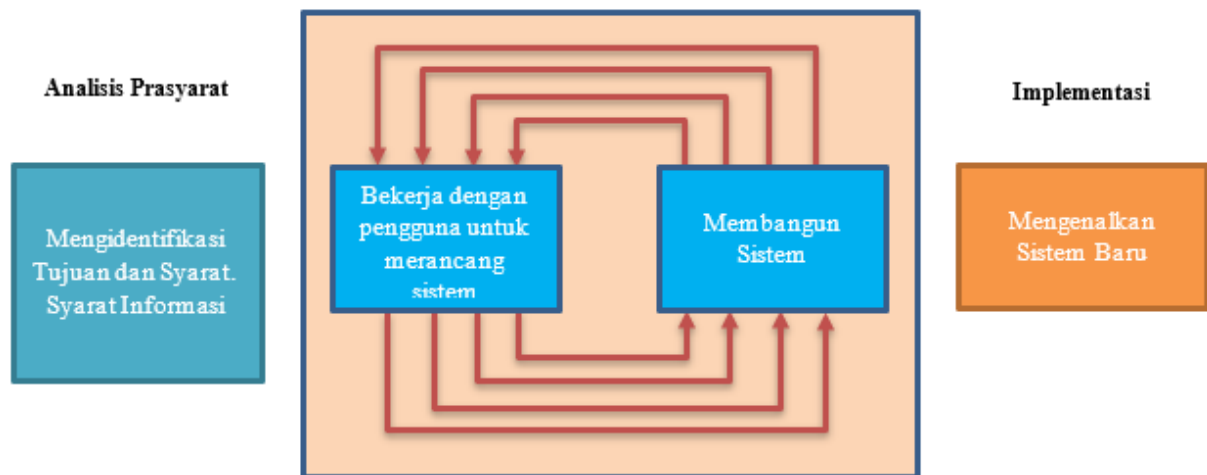 Analisis Prasyarat
Mengidentifikasi
Tujuan dan Syarat.
Syarat Informasi
Bekerja dengan
pengguna untuk
merancang
sistem
Membangun
Sistem
Implementasi
Mengenalkan
Sistem Baru